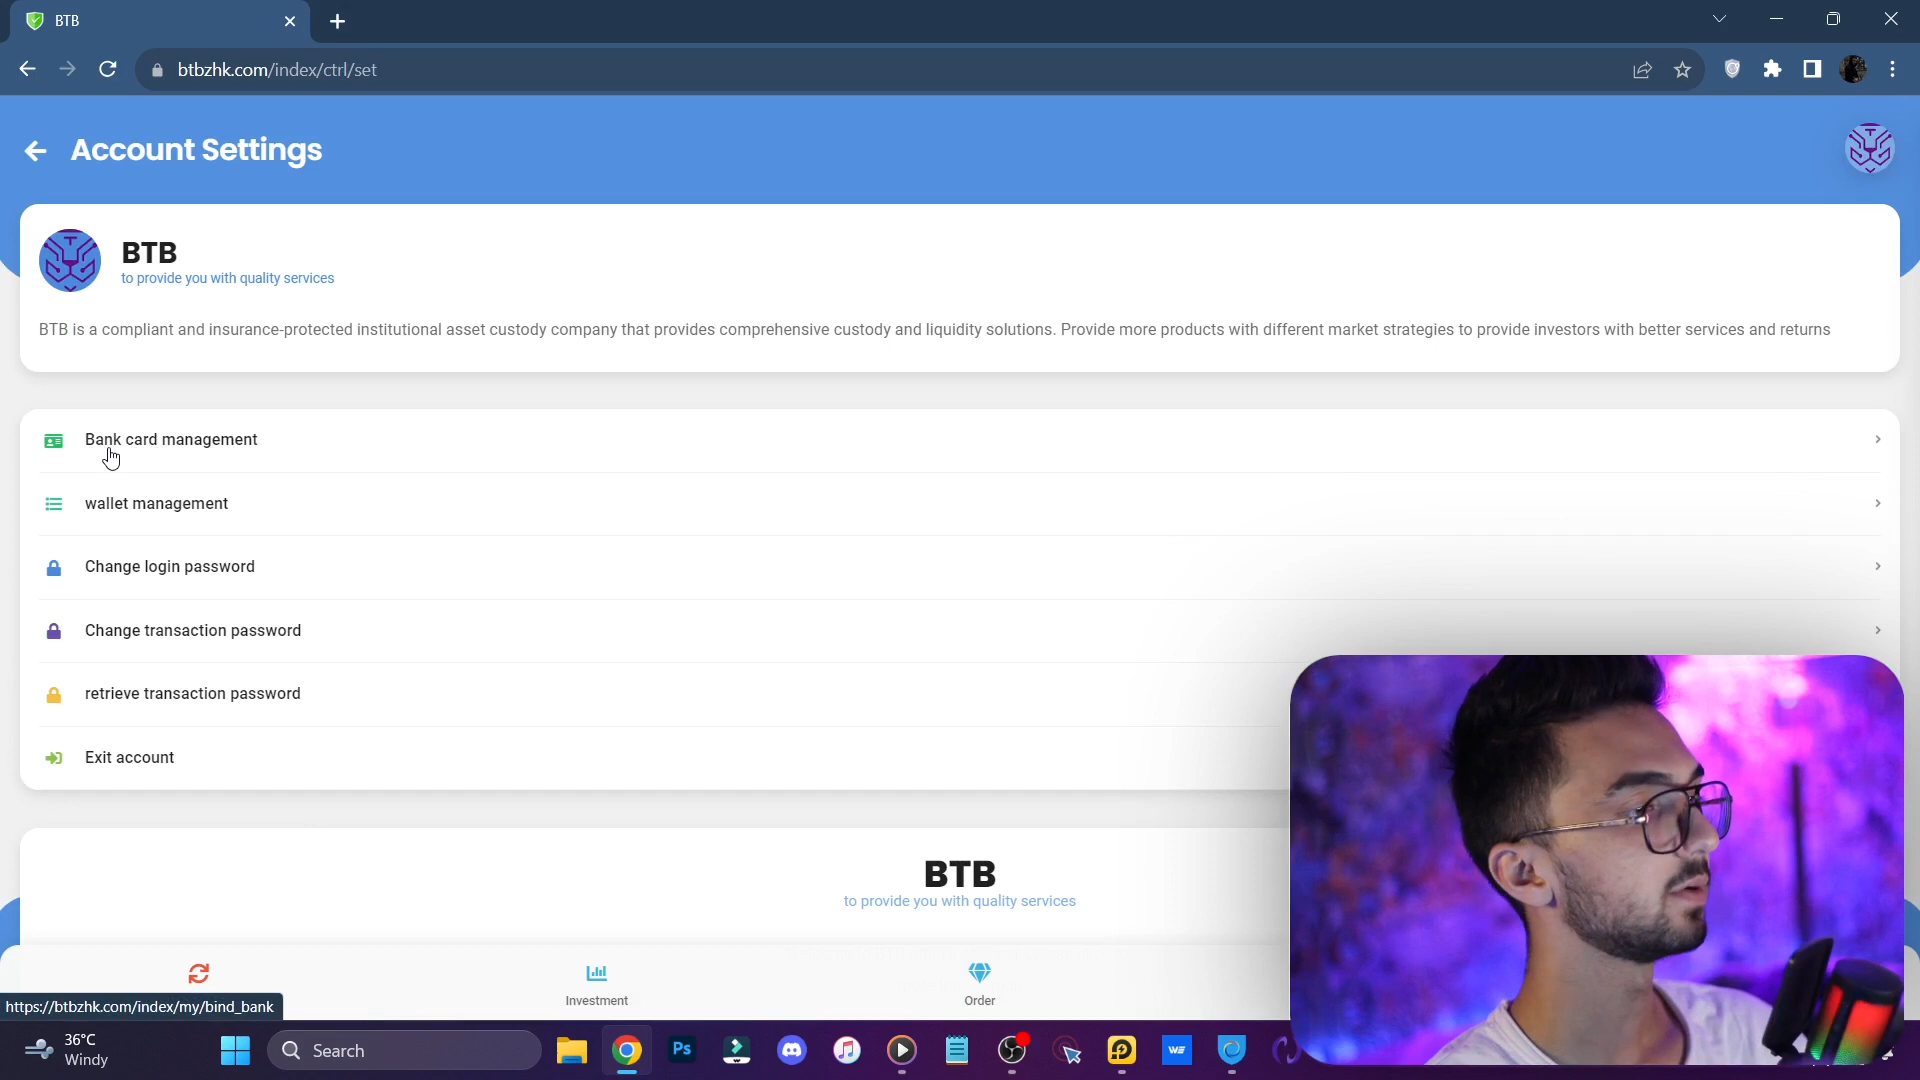 BTB
btbzhk.com/index/ctrl/set
Account Settings
BTB
to provide you with quality services
BTB is a compliant and insurance-protected institutional asset custody company that provides comprehensive custody and liquidity solutions. Provide more products with different market strategies to provide investors with better services and returns
Bank card management
wallet management
Change login password
Change transaction password
retrieve transaction password
Exit account
BTB
to provide you with quality services
Investment
Order
https://btbzhk.com/index/my/bind_bank
36°C
Windy
Search
Ps